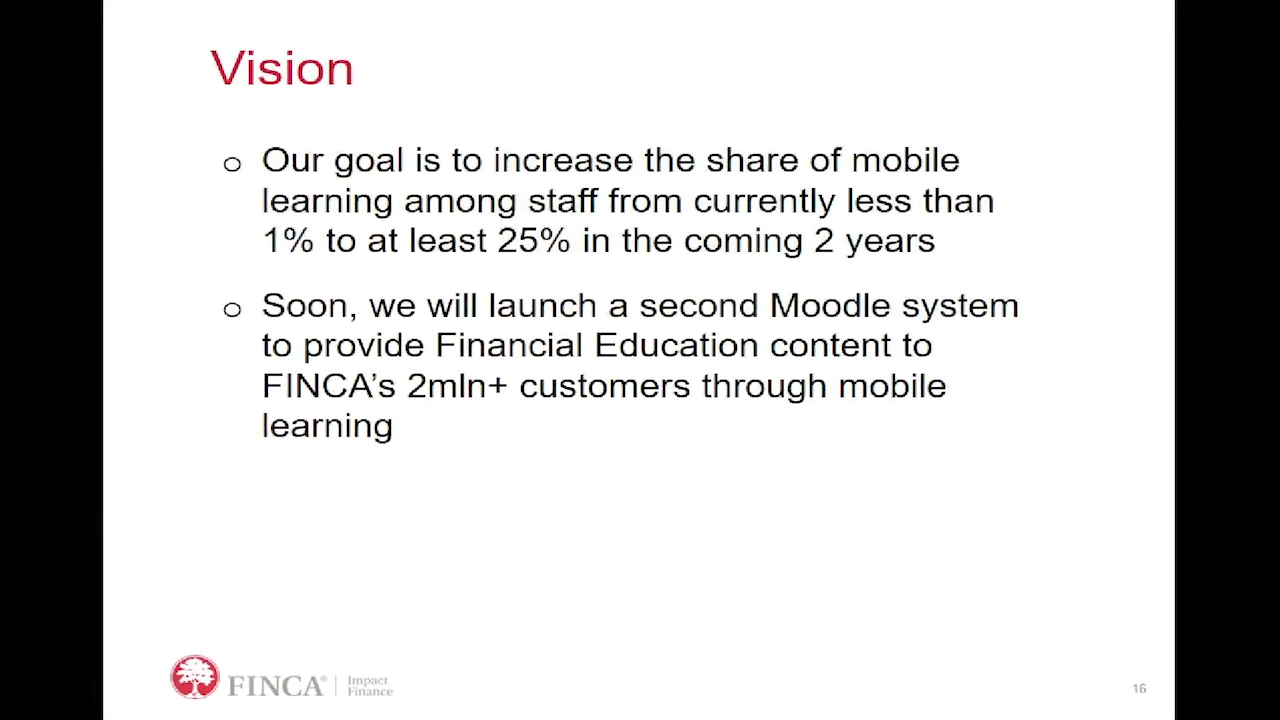 Vision
o Our goal is to increase the share of mobile
learning among staff from currently less than
1% to at least 25% in the coming 2 years
o Soon, we will launch a second Moodle system
to provide Financial Education content to
FINCA's 2mln+ customers through mobile
learning
FINCA® | Impact
Finance
16